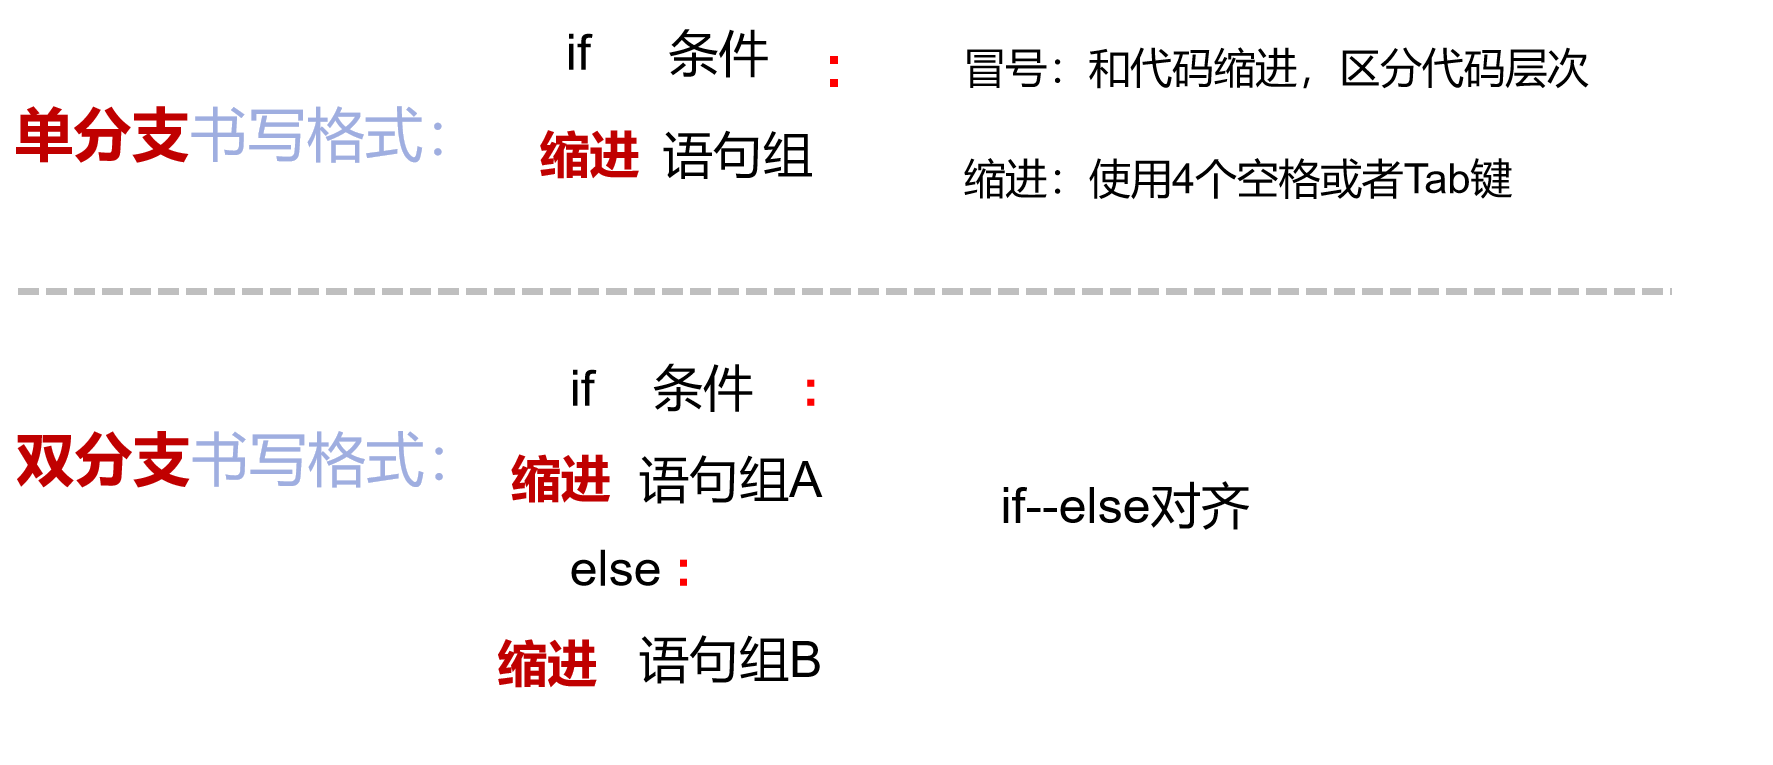 单分支书写格式：
if 条件 ：
缩进 语句组
冒号：和代码缩进，区分代码层次
缩进：使用4个空格或者Tab键
双分支书写格式：
if 条件 ：
缩进 语句组A
else：
缩进 语句组B
if--else对齐